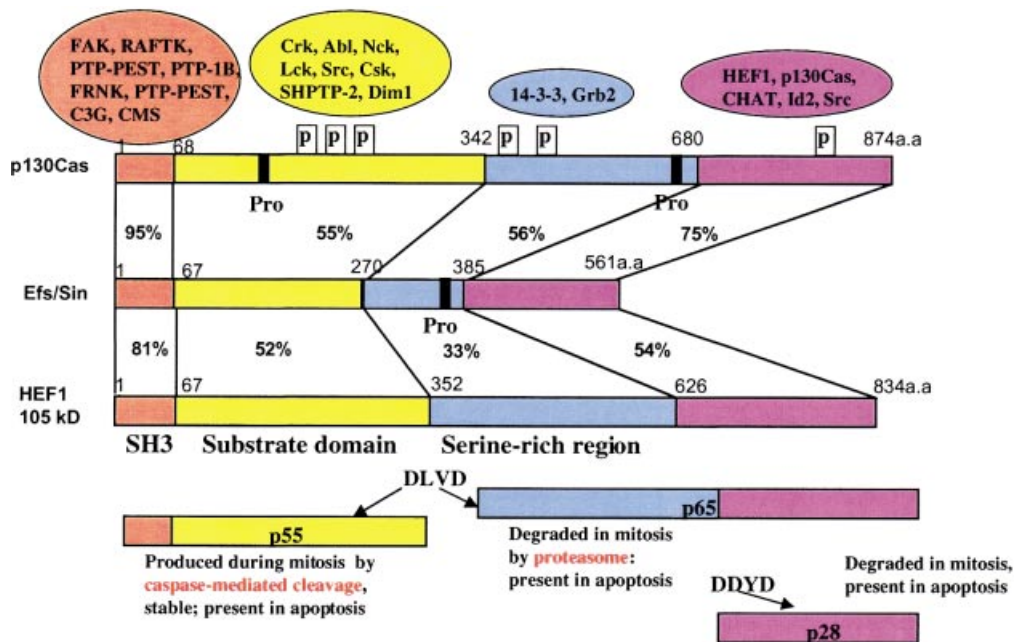 FAK, RAFTK,
PTP-PEST, PTP-1B,
FRNK, PTP-PEST,
C3G, CMS
Crk, Abl, Nck,
Lck, Src, Csk,
SHPTP-2, Dim1
14-3-3, Grb2
HEF1, p130Cas,
CHAT, Id2, Src
1 68 p p p 342 p p 680 p 874a.a
p130Cas
Pro Pro
95% 55% 56% 75%
1 67 270 385 561a.a
Efs/Sin
Pro
81% 52% 33% 54%
1 67 352 626 834a.a
HEF1
105 kD
SH3 Substrate domain Serine-rich region
DLVD
p65
p55
Produced during mitosis by
caspase-mediated cleavage,
stable; present in apoptosis
Degraded in mitosis
by proteasome:
present in apoptosis
Degraded in mitosis,
present in apoptosis
DDYD
p28